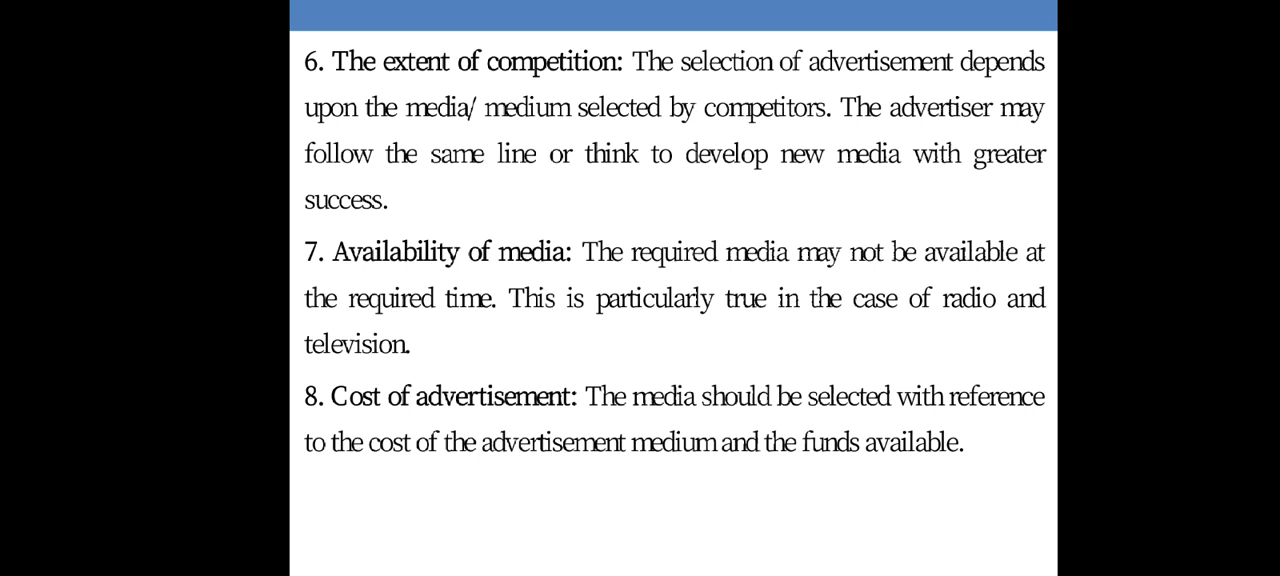 6. The extent of competition: The selection of advertisement depends
upon the media/ medium selected by competitors. The advertiser may
follow the same line or think to develop new media with greater
success.
7. Availability of media: The required media may not be available at
the required time. This is particularly true in the case of radio and
television.
8. Cost of advertisement: The media should be selected with reference
to the cost of the advertisement medium and the funds available.